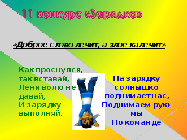 11 конкурс «Зарядка»
«Доброе слово лечит, а злое калечит»
Как проснулся,
так вставай,
Лени волю не
давай,
И зарядку
выполняй.
На зарядку
солнышко
поднимает нас,
Поднимаем руки
мы
По команде